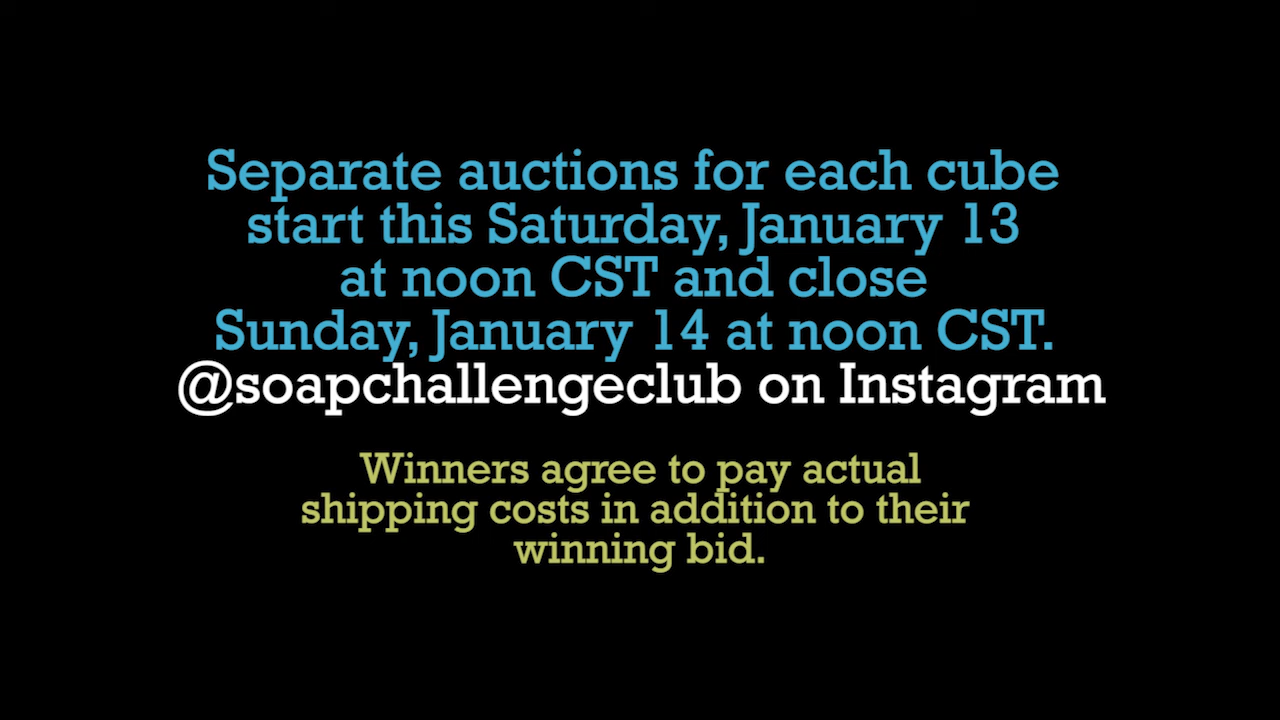 Separate auctions for each cube
start this Saturday, January 13
at noon CST and close
Sunday, January 14 at noon CST.
@soapchallengeclub on Instagram
Winners agree to pay actual
shipping costs in addition to their
winning bid.